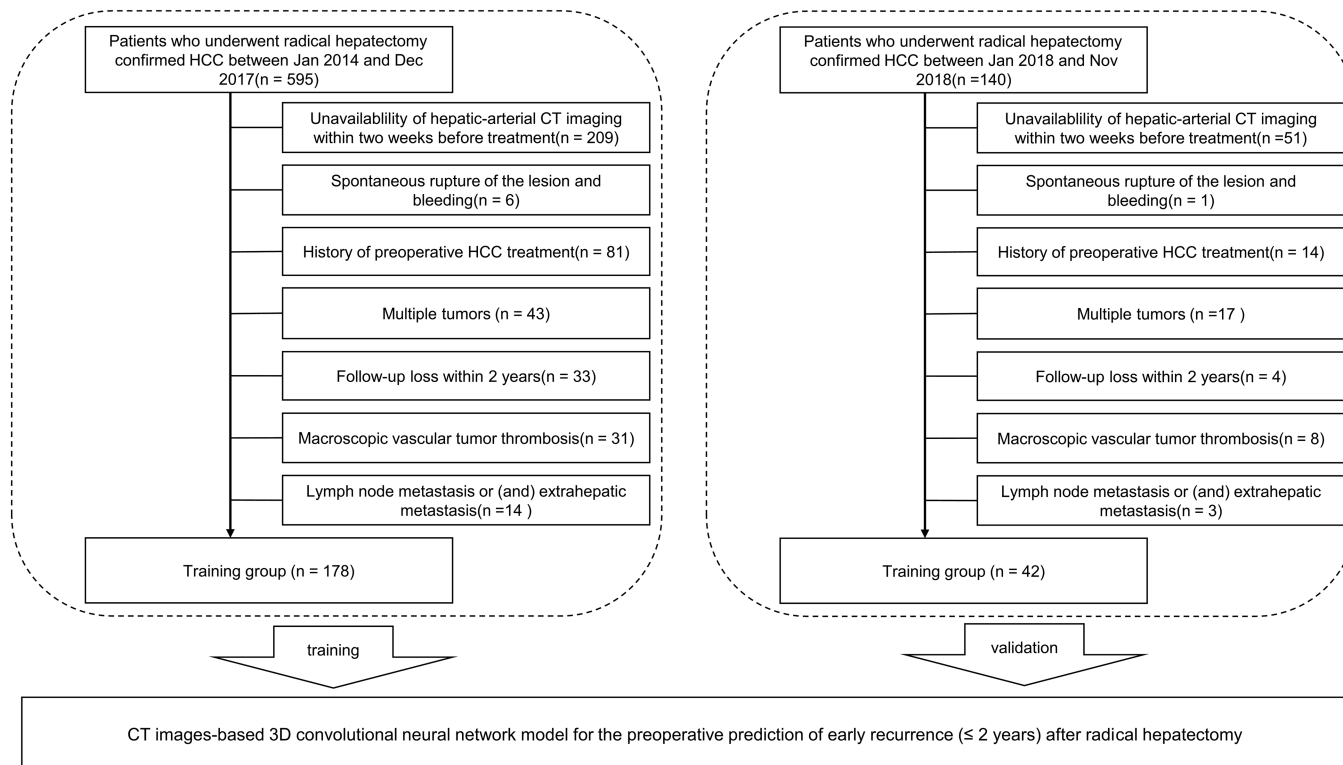 Patients who underwent radical hepatectomy
confirmed HCC between Jan 2014 and Dec
2017(n = 595)
Unavailablility of hepatic-arterial CT imaging
within two weeks before treatment(n = 209)
Spontaneous rupture of the lesion and
bleeding(n = 6)
History of preoperative HCC treatment(n = 81)
Multiple tumors (n = 43)
Follow-up loss within 2 years(n = 33)
Macroscopic vascular tumor thrombosis(n = 31)
Lymph node metastasis or (and) extrahepatic
metastasis(n =14 )
Training group (n = 178)
training
Patients who underwent radical hepatectomy
confirmed HCC between Jan 2018 and Nov
2018(n =140)
Unavailablility of hepatic-arterial CT imaging
within two weeks before treatment(n =51)
Spontaneous rupture of the lesion and
bleeding(n = 1)
History of preoperative HCC treatment(n = 14)
Multiple tumors (n =17 )
Follow-up loss within 2 years(n = 4)
Macroscopic vascular tumor thrombosis(n = 8)
Lymph node metastasis or (and) extrahepatic
metastasis(n = 3)
Training group (n = 42)
validation
CT images-based 3D convolutional neural network model for the preoperative prediction of early recurrence (≤ 2 years) after radical hepatectomy